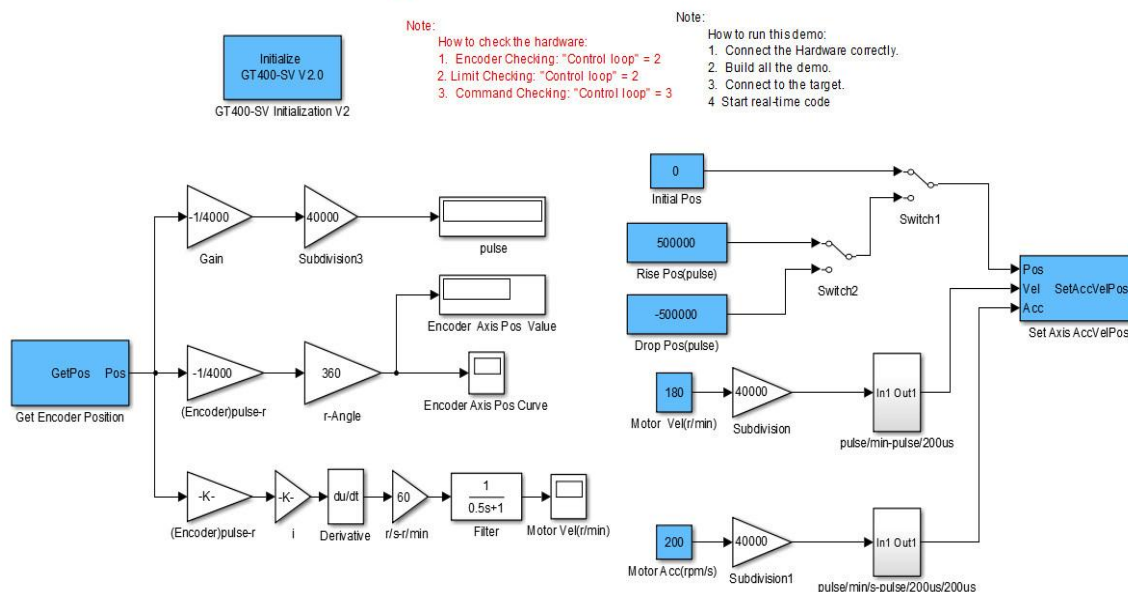 Initialize
GT400-SV V2.0
GT400-SV Initialization V2
Note:
How to check the hardware:
1. Encoder Checking: "Control loop" = 2
2. Limit Checking: "Control loop" = 2
3. Command Checking: "Control loop" = 3
Note:
How to run this demo:
1. Connect the Hardware correctly.
2. Build all the demo.
3. Connect to the target.
4 Start real-time code
-1/4000
Gain
40000
Subdivision3
pulse
Encoder Axis Pos Value
GetPos Pos
Get Encoder Position
-1/4000
(Encoder)pulse-r
360
r-Angle
Encoder Axis Pos Curve
-K-
(Encoder)pulse-r
-K-
i
du/dt
Derivative
60
r/s-r/min
1
0.5s+1
Filter
Motor Vel(r/min)
0
Initial Pos
Switch1
500000
Rise Pos(pulse)
Switch2
-500000
Drop Pos(pulse)
Pos
Vel SetAccVelPos
Acc
Set Axis AccVelPos
180
Motor Vel(r/min)
40000
Subdivision
In1 Out1
pulse/min-pulse/200us
200
Motor Acc(rpm/s)
40000
Subdivision1
In1 Out1
pulse/min/s-pulse/200us/200us